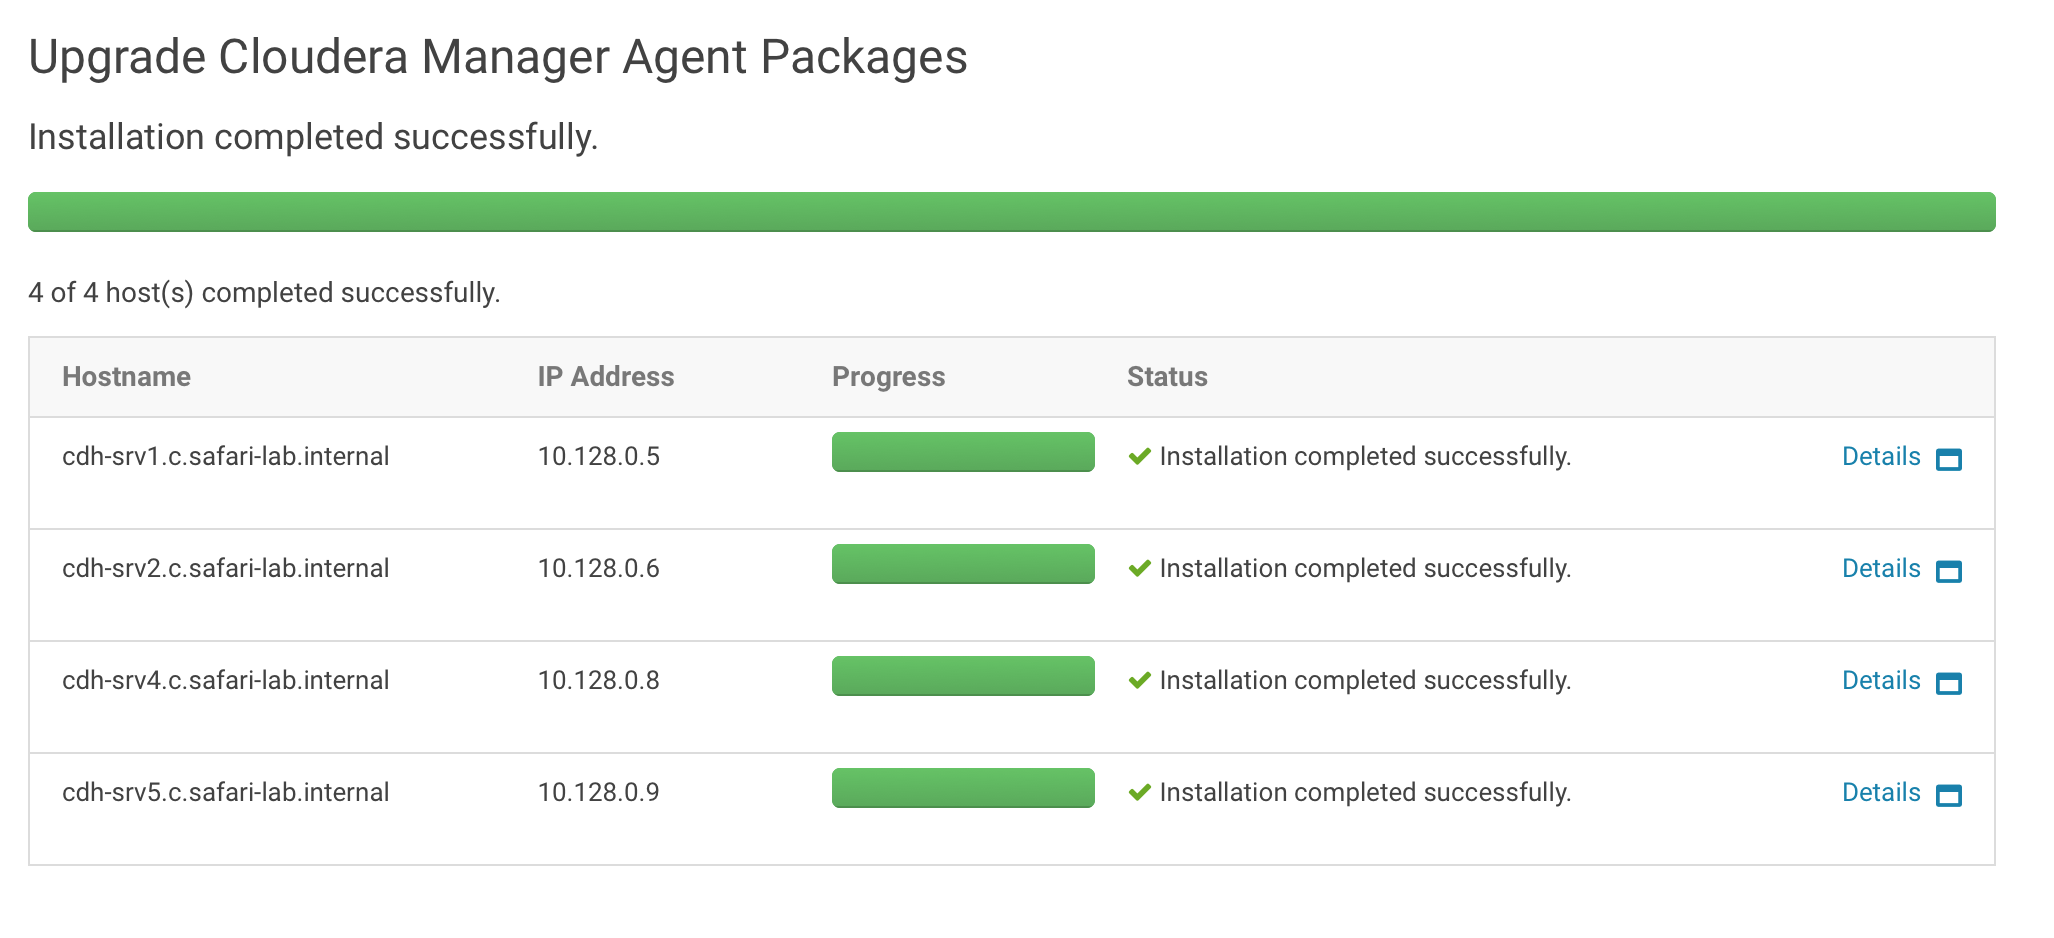 Upgrade Cloudera Manager Agent Packages
Installation completed successfully.
4 of 4 host(s) completed successfully.
Hostname IP Address Progress Status
cdh-srv1.c.safari-lab.internal 10.128.0.5 Installation completed successfully. Details
cdh-srv2.c.safari-lab.internal 10.128.0.6 Installation completed successfully. Details
cdh-srv4.c.safari-lab.internal 10.128.0.8 Installation completed successfully. Details
cdh-srv5.c.safari-lab.internal 10.128.0.9 Installation completed successfully. Details